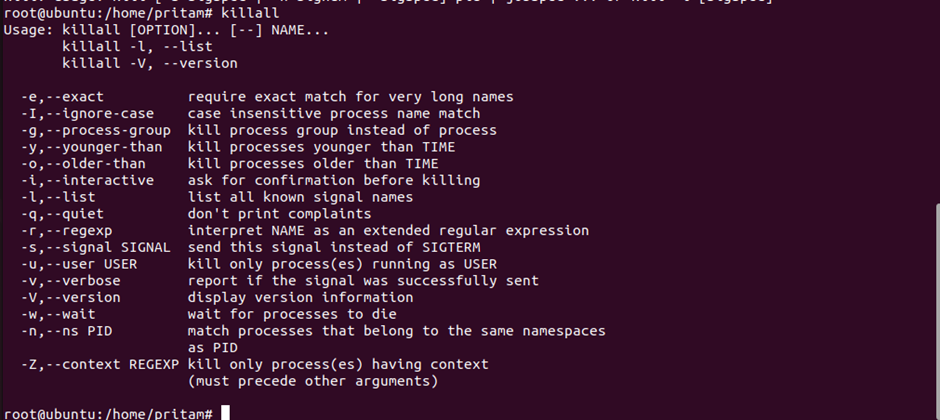 root@ubuntu:/home/pritam# killall
Usage: killall [OPTION]... [--] NAME...
       killall -l, --list
       killall -V, --version

  -e,--exact          require exact match for very long names
  -I,--ignore-case    case insensitive process name match
  -g,--process-group  kill process group instead of process
  -y,--younger-than   kill processes younger than TIME
  -o,--older-than     kill processes older than TIME
  -i,--interactive    ask for confirmation before killing
  -l,--list           list all known signal names
  -q,--quiet          don't print complaints
  -r,--regexp         interpret NAME as an extended regular expression
  -s,--signal SIGNAL  send this signal instead of SIGTERM
  -u,--user USER      kill only process(es) running as USER
  -v,--verbose        report if the signal was successfully sent
  -V,--version        display version information
  -w,--wait           wait for processes to die
  -n,--ns PID         match processes that belong to the same namespaces
                      as PID
  -Z,--context REGEXP kill only process(es) having context
                      (must precede other arguments)

root@ubuntu:/home/pritam#